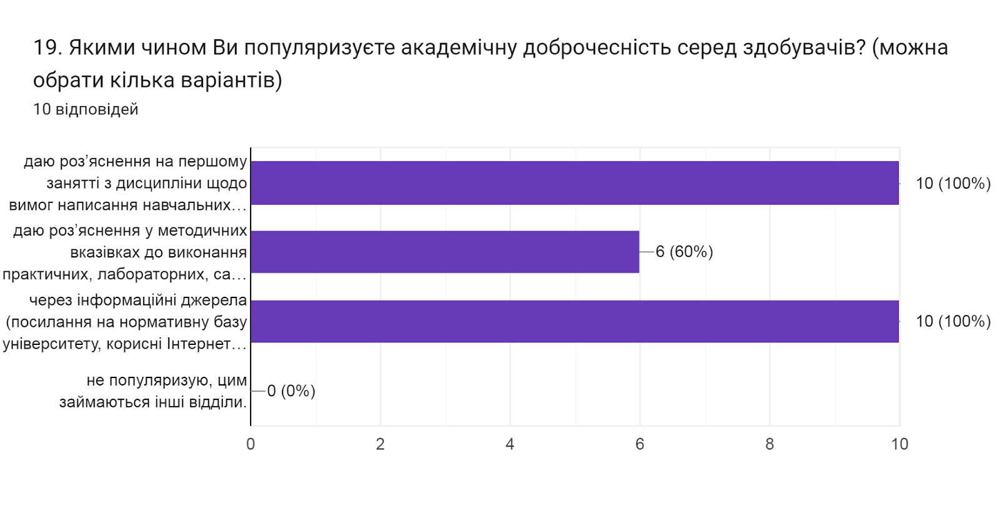 19. Якими чином Ви популяризуєте академічну доброчесність серед здобувачів? (можна
обрати кілька варіантів)
10 відповідей
даю роз’яснення на першому
занятті з дисципліни щодо
вимог написання навчальних…
10 (100%)
даю роз’яснення у методичних
вказівках до виконання
практичних, лабораторних, са…
6 (60%)
через інформаційні джерела
(посилання на нормативну базу
університету, корисні Інтернет…
10 (100%)
не популяризую, цим
займаються інші відділи.
0 (0%)
0 2 4 6 8 10